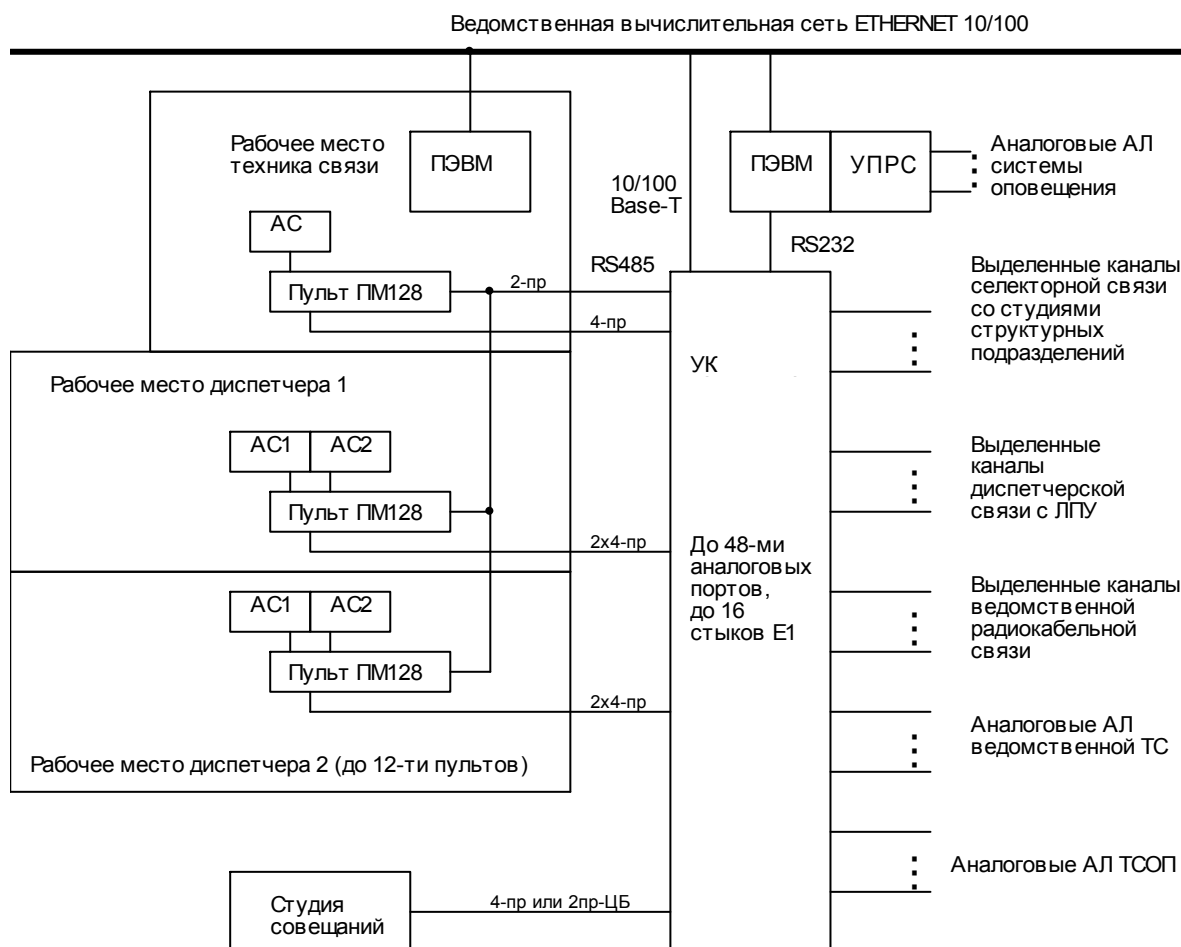 Ведомственная вычислительная сеть ETHERNET 10/100
Рабочее место
техника связи
ПЭВМ
ПЭВМ
УПРС
Аналоговые АЛ
системы
оповещения
10/100
Base-T
АС
RS232
RS485
Пульт ПМ128
2-пр
4-пр
Выделенные каналы
селекторной связи
со студиями
структурных
подразделений
УК
Рабочее место диспетчера 1
АС1
АС2
Пульт ПМ128
2х4-пр
Выделенные
каналы
диспетчерской
связи с ЛПУ
До 48-ми
аналоговых
портов,
до 16
стыков Е1
АС1
АС2
Пульт ПМ128
2х4-пр
Выделенные каналы
ведомственной
радиокабельной
связи
Рабочее место диспетчера 2 (до 12-ти пультов)
Аналоговые АЛ
ведомственной ТС
Аналоговые АЛ ТСОП
Студия
совещаний
4-пр или 2пр-ЦБ